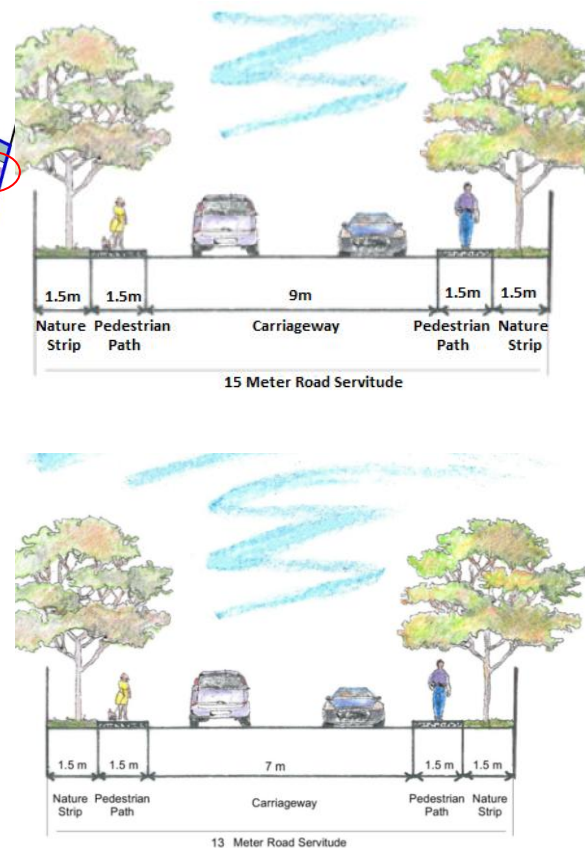 1.5m 1.5m 9m 1.5m 1.5m
Nature Pedestrian Carriageway Pedestrian Nature
Strip Path Path Strip
15 Meter Road Servitude
1.5 m 1.5 m 7 m 1.5 m 1.5 m
Nature Pedestrian Carriageway Pedestrian Nature
Strip Path Path Strip
13 Meter Road Servitude